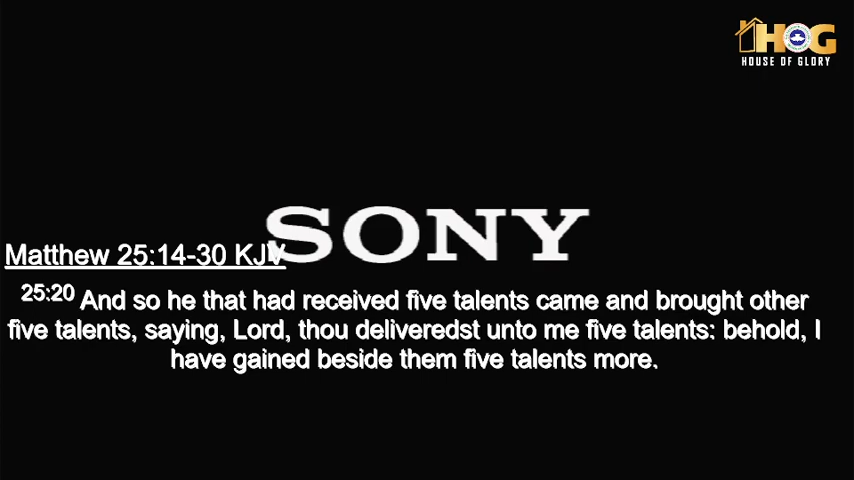 HOG
HOUSE OF GLORY
SONY
Matthew 25:14-30 KJV
25:20 And so he that had received five talents came and brought other
five talents, saying, Lord, thou deliveredst unto me five talents: behold, I
have gained beside them five talents more.